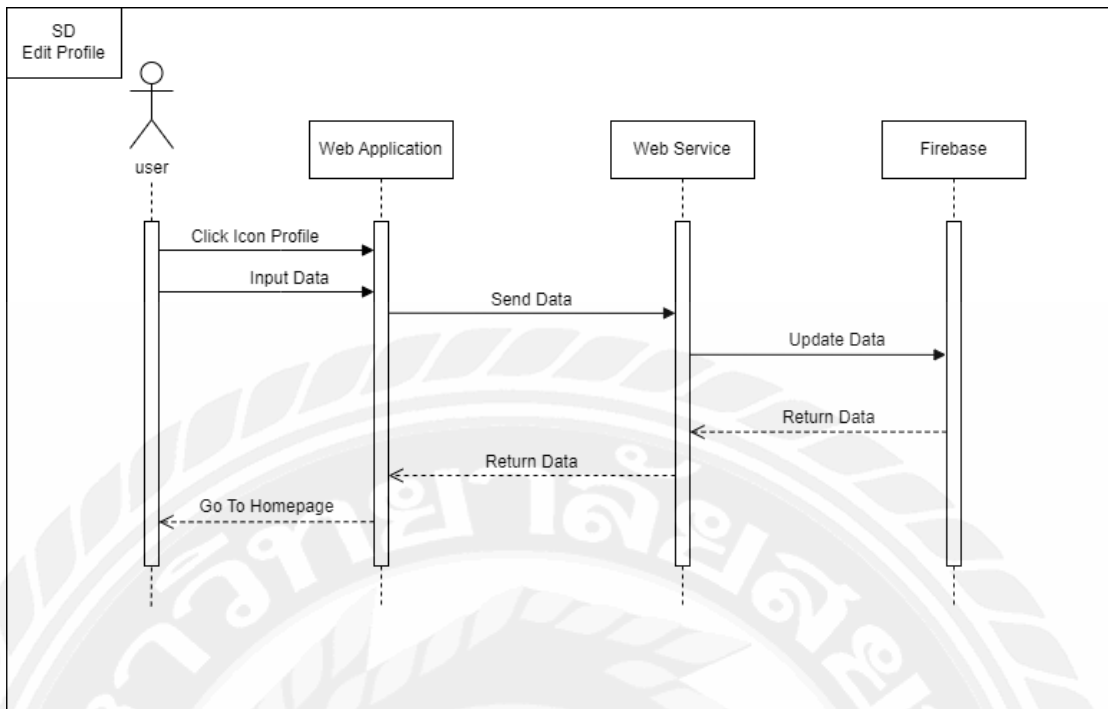 SD
Edit Profile
user
Web Application
Web Service
Firebase
Click Icon Profile
Input Data
Send Data
Update Data
Return Data
Return Data
Go To Homepage